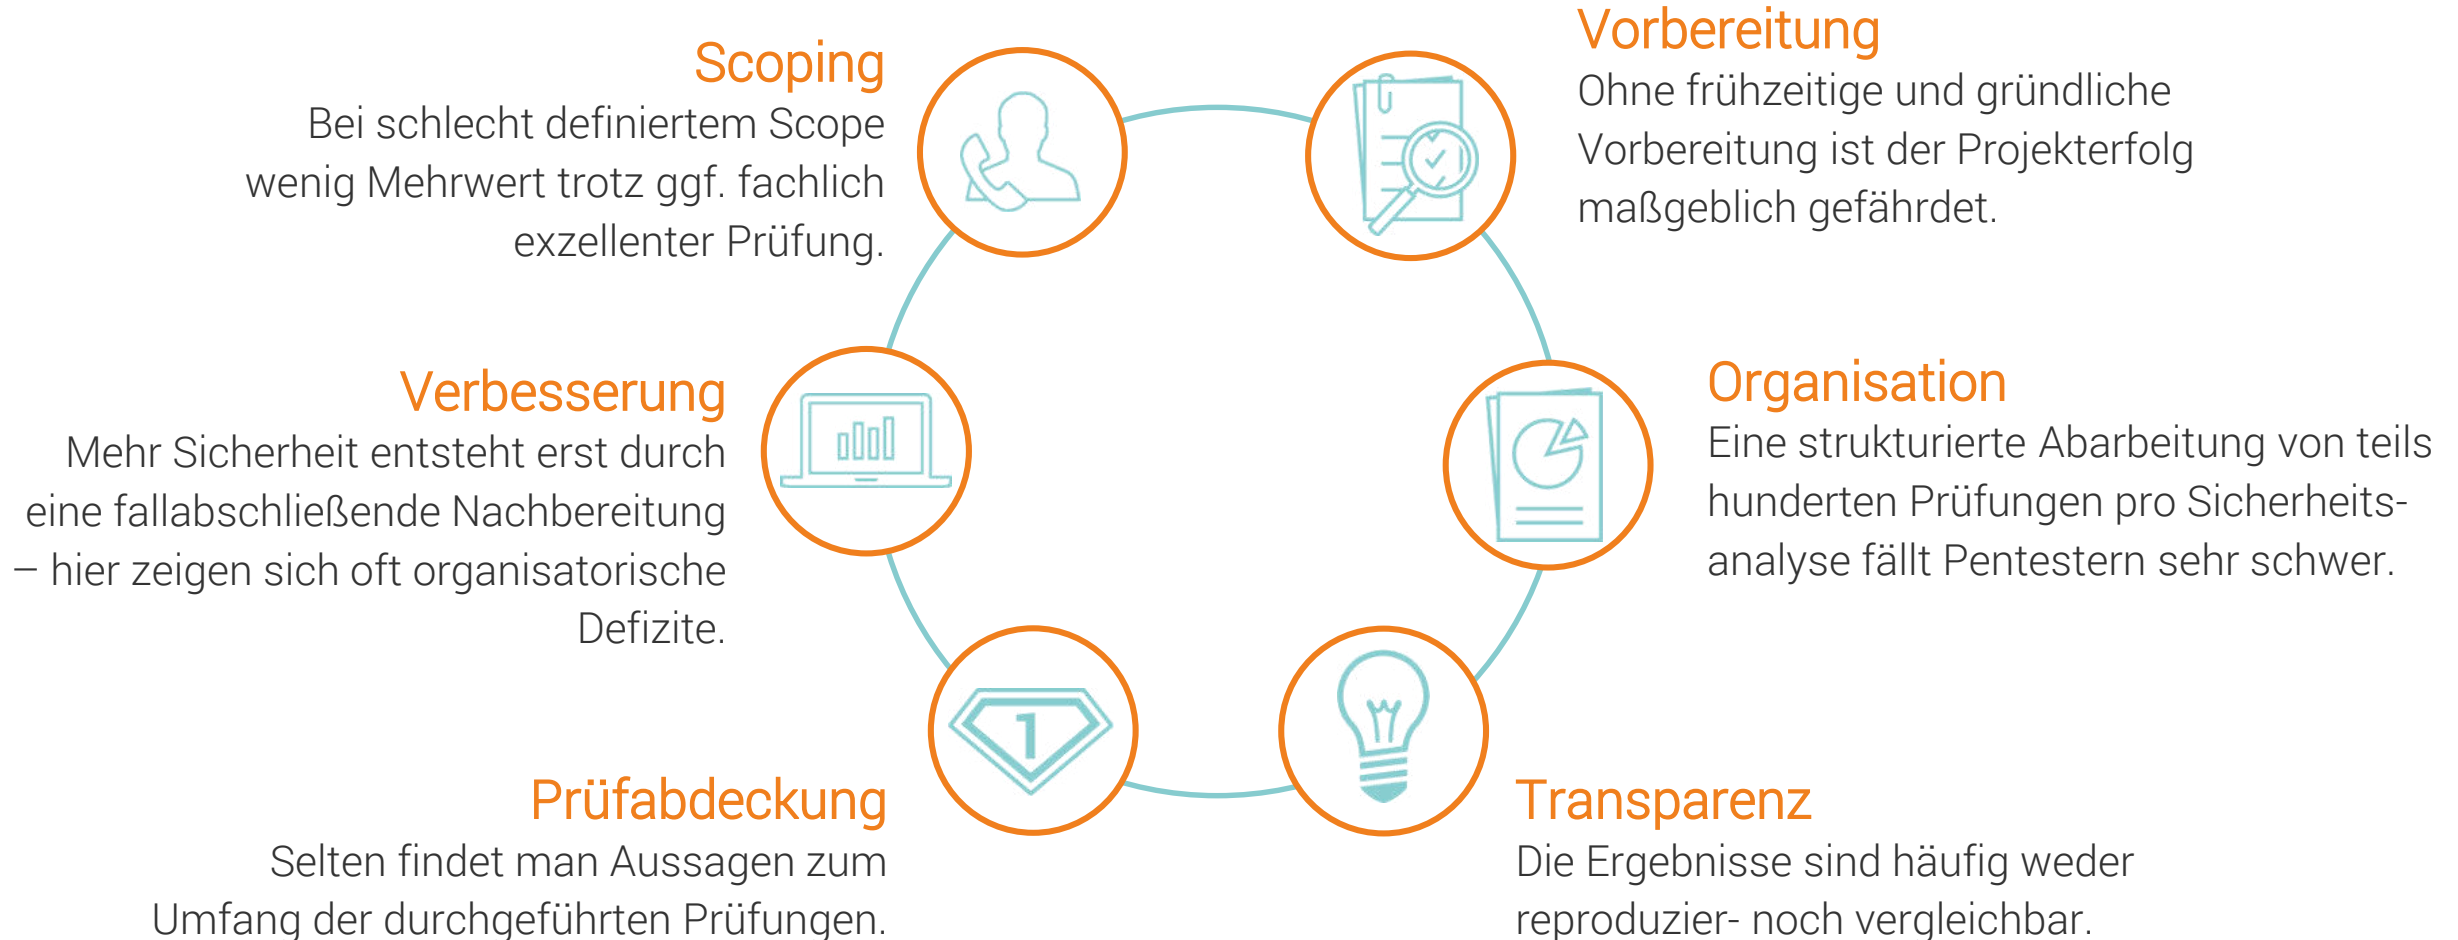 Scoping
Bei schlecht definiertem Scope
wenig Mehrwert trotz ggf. fachlich
exzellenter Prüfung.
Vorbereitung
Ohne frühzeitige und gründliche
Vorbereitung ist der Projekterfolg
maßgeblich gefährdet.
Organisation
Eine strukturierte Abarbeitung von teils
hunderten Prüfungen pro Sicherheits-
analyse fällt Pentestern sehr schwer.
Transparenz
Die Ergebnisse sind häufig weder
reproduzier- noch vergleichbar.
1
Prüfabdeckung
Selten findet man Aussagen zum
Umfang der durchgeführten Prüfungen.
Verbesserung
Mehr Sicherheit entsteht erst durch
eine fallabschließende Nachbereitung
– hier zeigen sich oft organisatorische
Defizite.